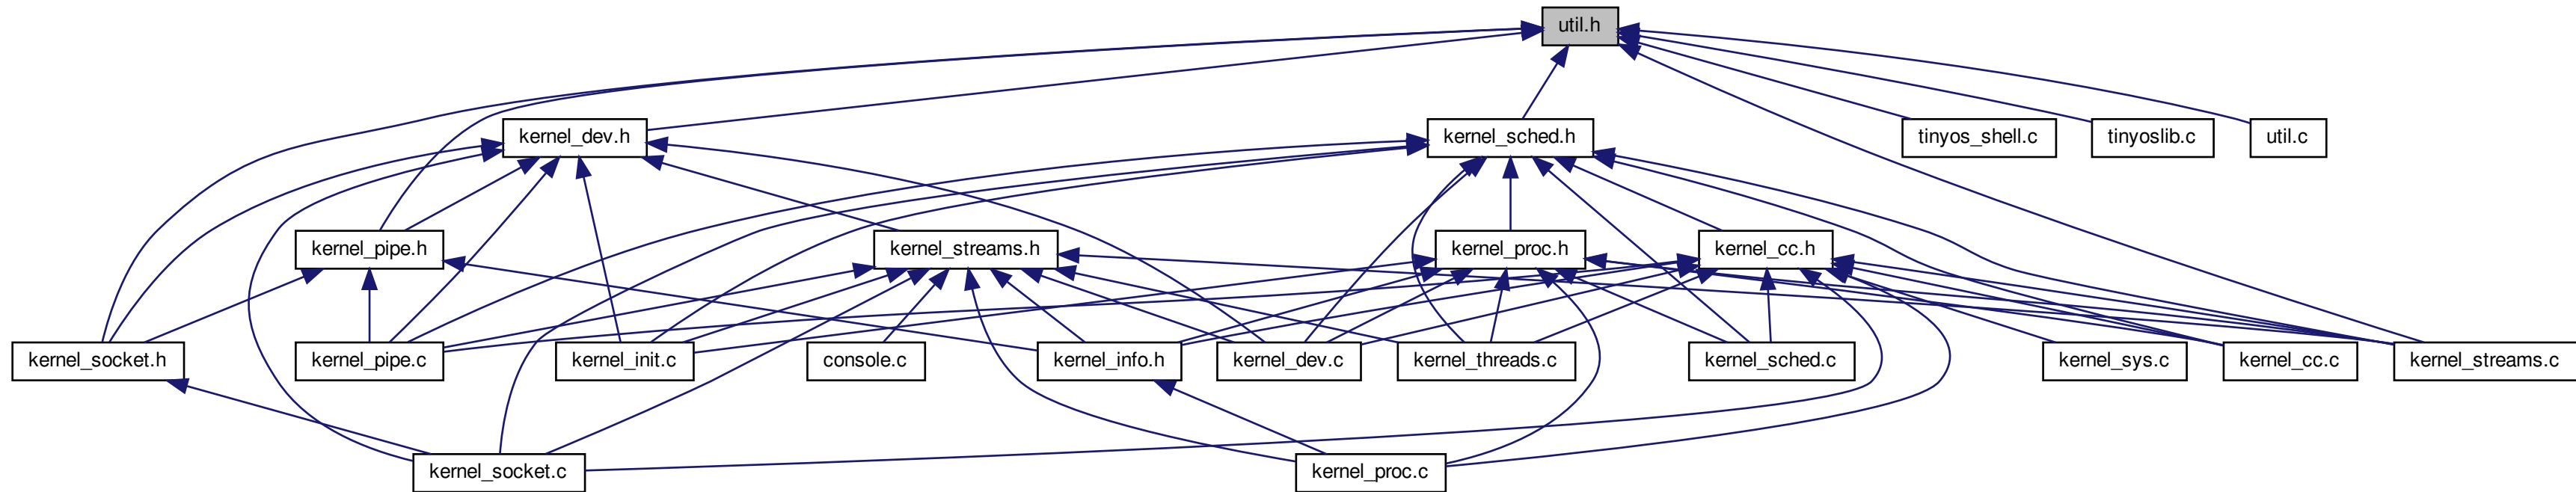 util.h
kernel_dev.h
kernel_sched.h
tinyos_shell.c
tinyoslib.c
util.c
kernel_pipe.h
kernel_streams.h
kernel_proc.h
kernel_cc.h
kernel_socket.h
kernel_pipe.c
kernel_init.c
console.c
kernel_info.h
kernel_dev.c
kernel_threads.c
kernel_sched.c
kernel_sys.c
kernel_cc.c
kernel_streams.c
kernel_socket.c
kernel_proc.c